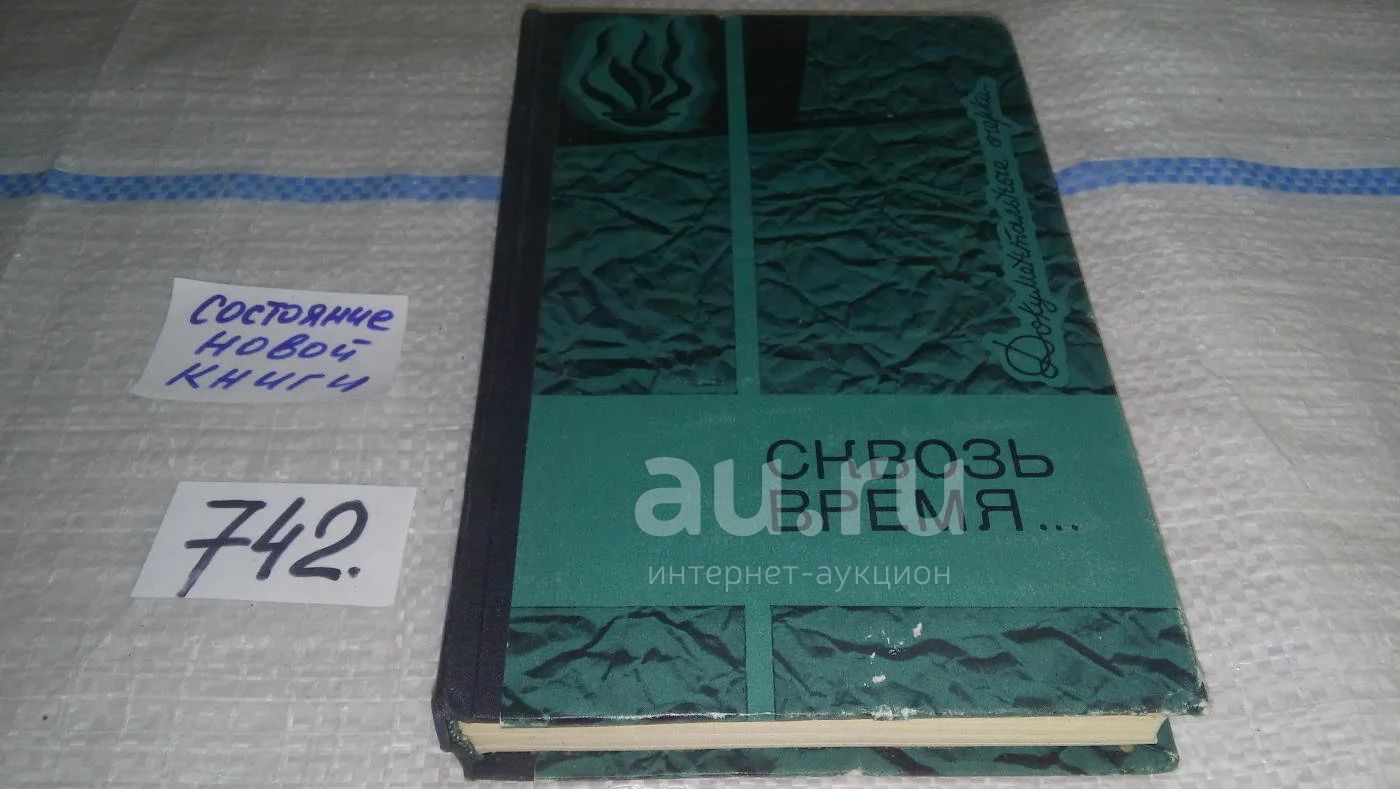 Документальные очерки
состояние
новой
книги
СКВОЗЬ
ВРЕМЯ...
au.ru
интернет-аукцион
742.